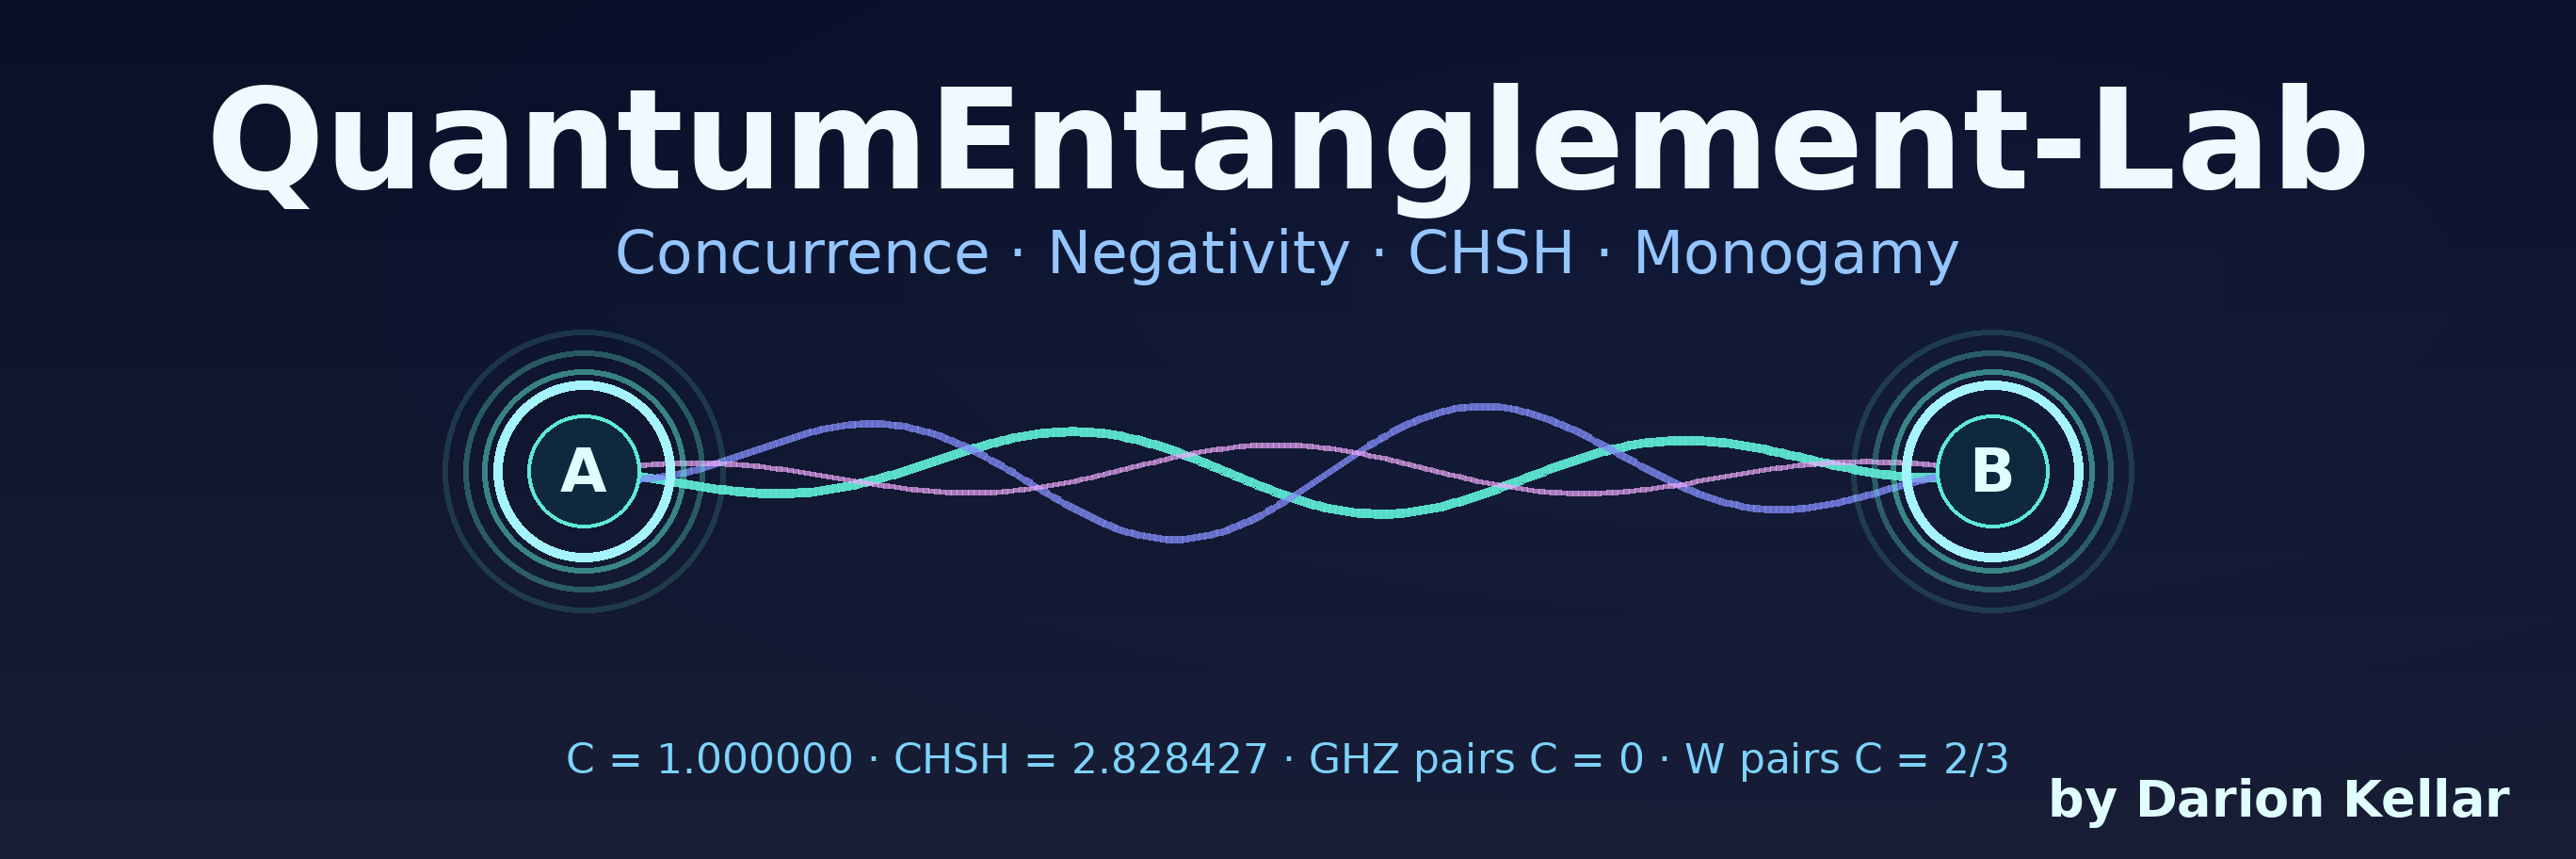 QuantumEntanglement-Lab
Concurrence · Negativity · CHSH · Monogamy
A
B
C = 1.000000 · CHSH = 2.828427 · GHZ pairs C = 0 · W pairs C = 2/3
by Darion Kellar